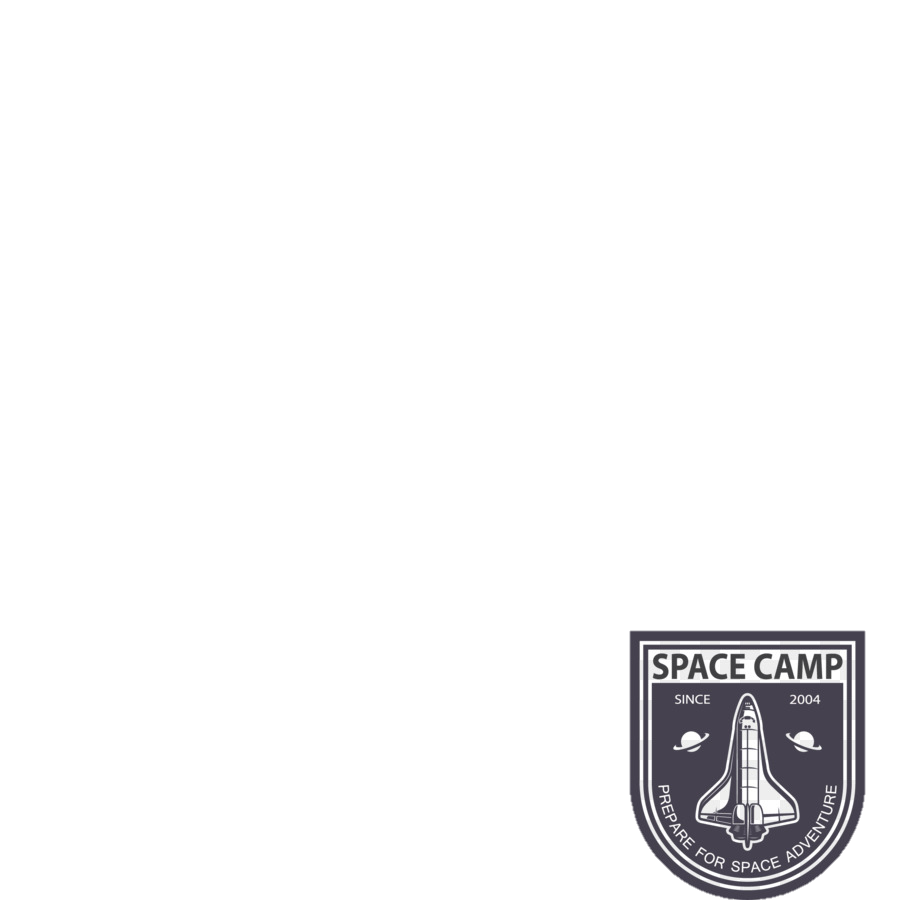 SPACE CAMP
SINCE 2004
PREPARE FOR SPACE ADVENTURE